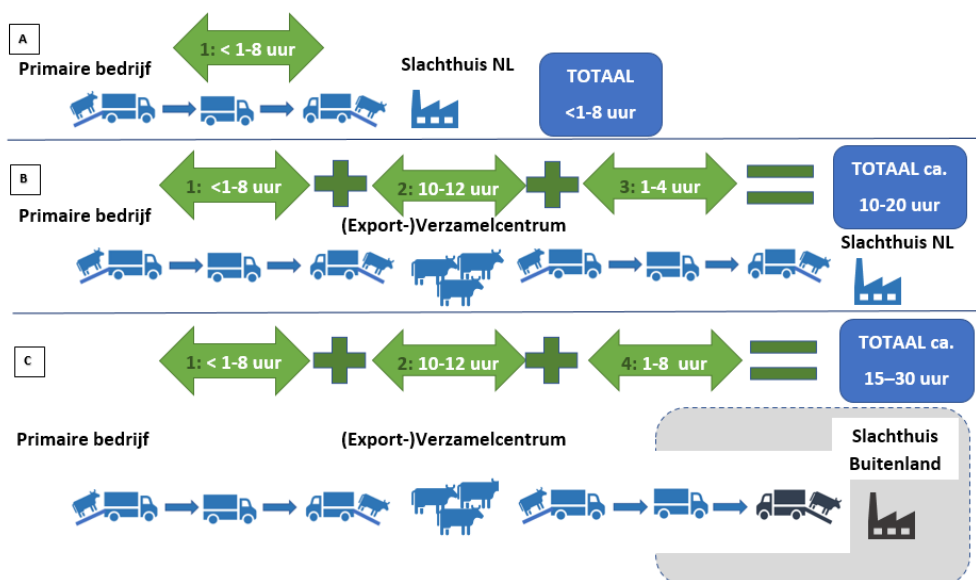 A
1: < 1-8 uur
Primaire bedrijf
Slachthuis NL
TOTAAL
<1-8 uur
B
1: <1-8 uur
2: 10-12 uur
3: 1-4 uur
TOTAAL ca.
10-20 uur
Primaire bedrijf
(Export-)Verzamelcentrum
Slachthuis NL
C
1: < 1-8 uur
2: 10-12 uur
4: 1-8 uur
TOTAAL ca.
15–30 uur
Primaire bedrijf
(Export-)Verzamelcentrum
Slachthuis
Buitenland